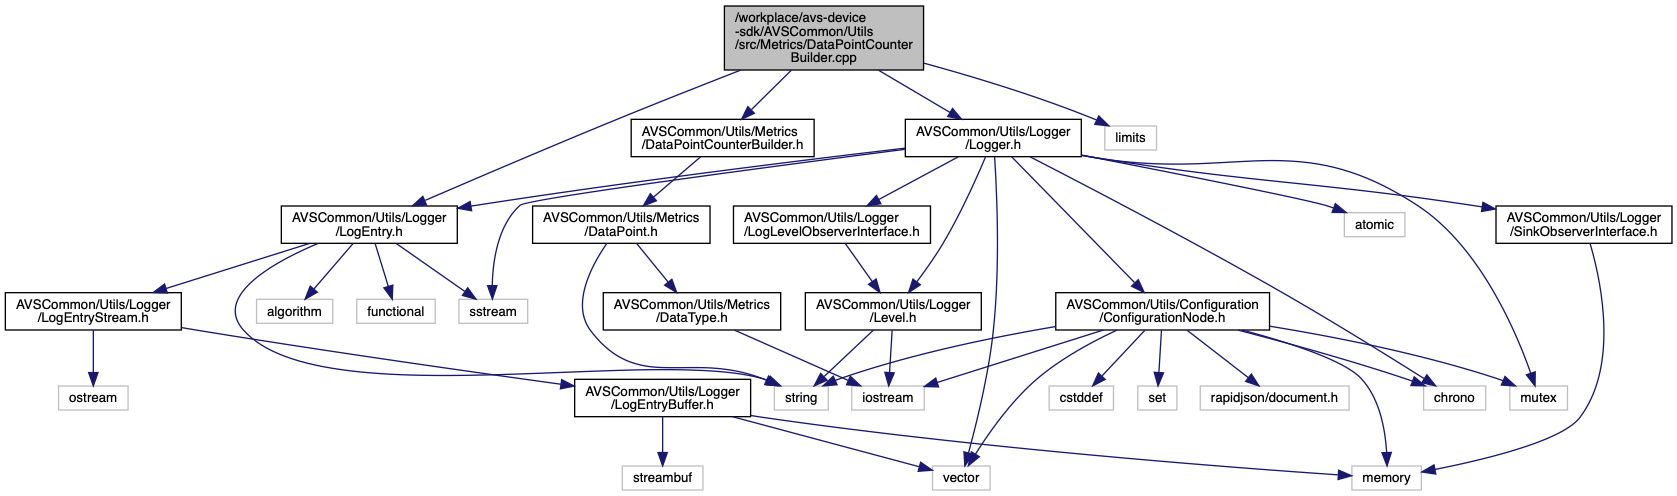 /workplace/avs-device
-sdk/AVSCommon/Utils
/src/Metrics/DataPointCounter
Builder.cpp
AVSCommon/Utils/Metrics
/DataPointCounterBuilder.h
AVSCommon/Utils/Logger
/Logger.h
limits
AVSCommon/Utils/Logger
/LogEntry.h
AVSCommon/Utils/Metrics
/DataPoint.h
AVSCommon/Utils/Logger
/LogLevelObserverInterface.h
atomic
AVSCommon/Utils/Logger
/SinkObserverInterface.h
AVSCommon/Utils/Logger
/LogEntryStream.h
algorithm
functional
sstream
AVSCommon/Utils/Metrics
/DataType.h
AVSCommon/Utils/Logger
/Level.h
AVSCommon/Utils/Configuration
/ConfigurationNode.h
ostream
AVSCommon/Utils/Logger
/LogEntryBuffer.h
string
iostream
cstddef
set
rapidjson/document.h
chrono
mutex
streambuf
vector
memory